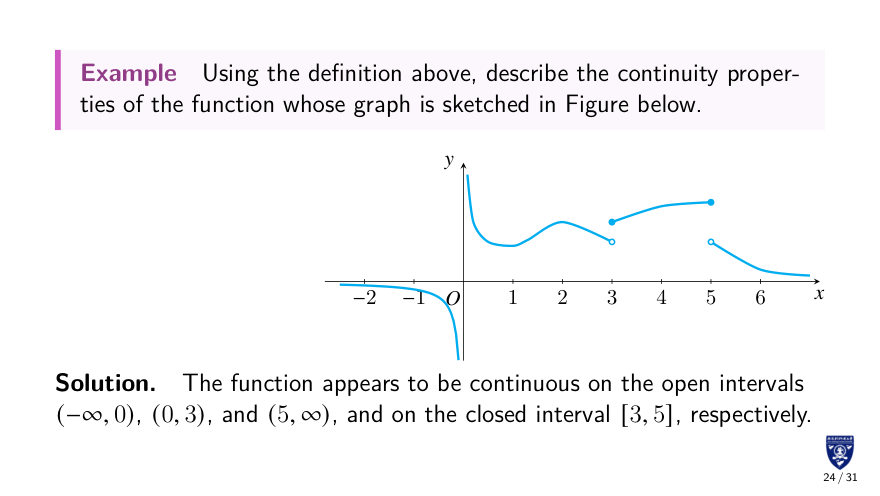 Example Using the definition above, describe the continuity proper-
ties of the function whose graph is sketched in Figure below.
y
−2 −1 O 1 2 3 4 5 6 x
Solution. The function appears to be continuous on the open intervals
(−∞, 0), (0, 3), and (5, ∞), and on the closed interval [3, 5], respectively.
24 / 31